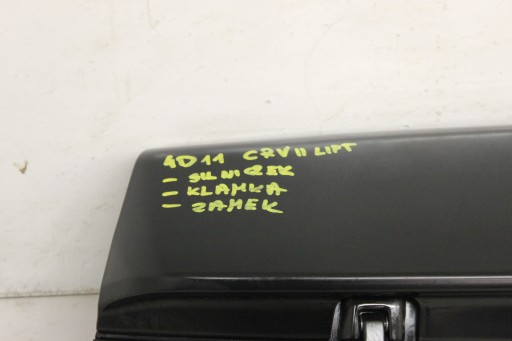 4D11 CRV II LIFT
- SILNICZEK
- KLAMKA
- ZAMEK